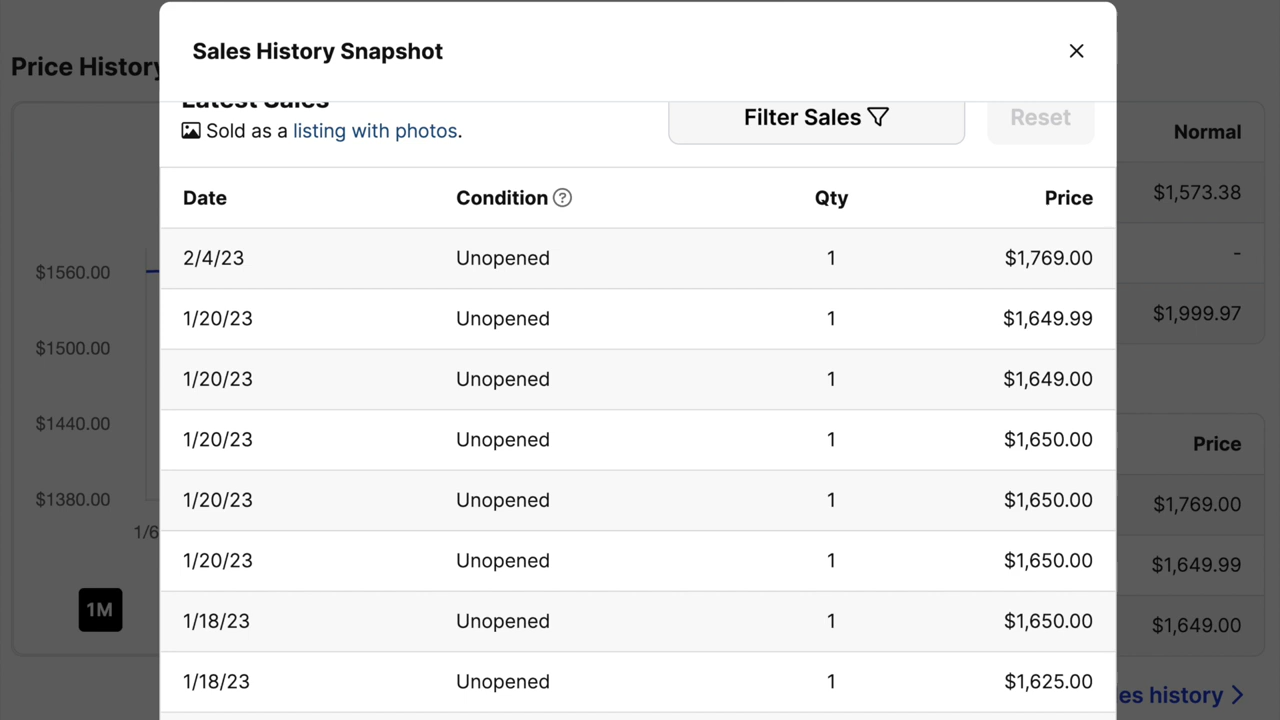 Sales History Snapshot
Price History
Latest Sales
Sold as a listing with photos.
Filter Sales
Reset
Date Condition ? Qty Price
2/4/23 Unopened 1 $1,769.00
1/20/23 Unopened 1 $1,649.99
1/20/23 Unopened 1 $1,649.00
1/20/23 Unopened 1 $1,650.00
1/20/23 Unopened 1 $1,650.00
1/20/23 Unopened 1 $1,650.00
1/18/23 Unopened 1 $1,650.00
1/18/23 Unopened 1 $1,625.00
$1560.00
$1500.00
$1440.00
$1380.00
1/6
1M
Normal
$1,573.38
-
$1,999.97
Price
$1,769.00
$1,649.99
$1,649.00
es history